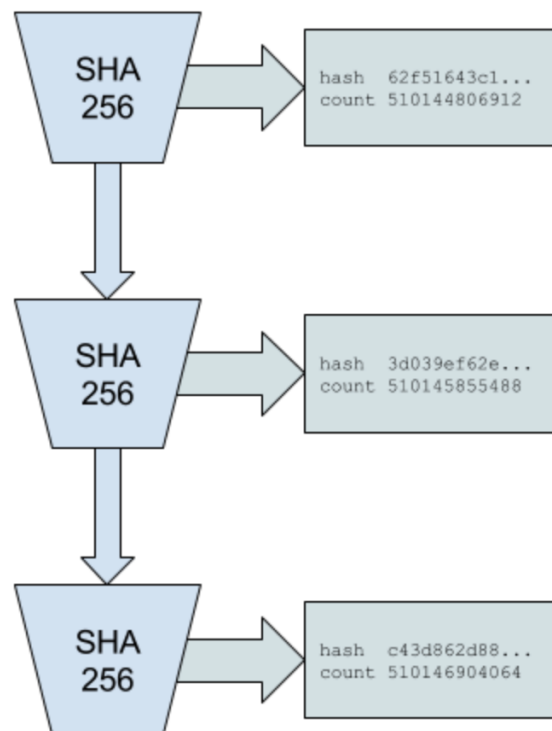 SHA
256
hash 62f51643c1...
count 510144806912
SHA
256
hash 3d039ef62e...
count 510145855488
SHA
256
hash c43d862d88...
count 510146904064